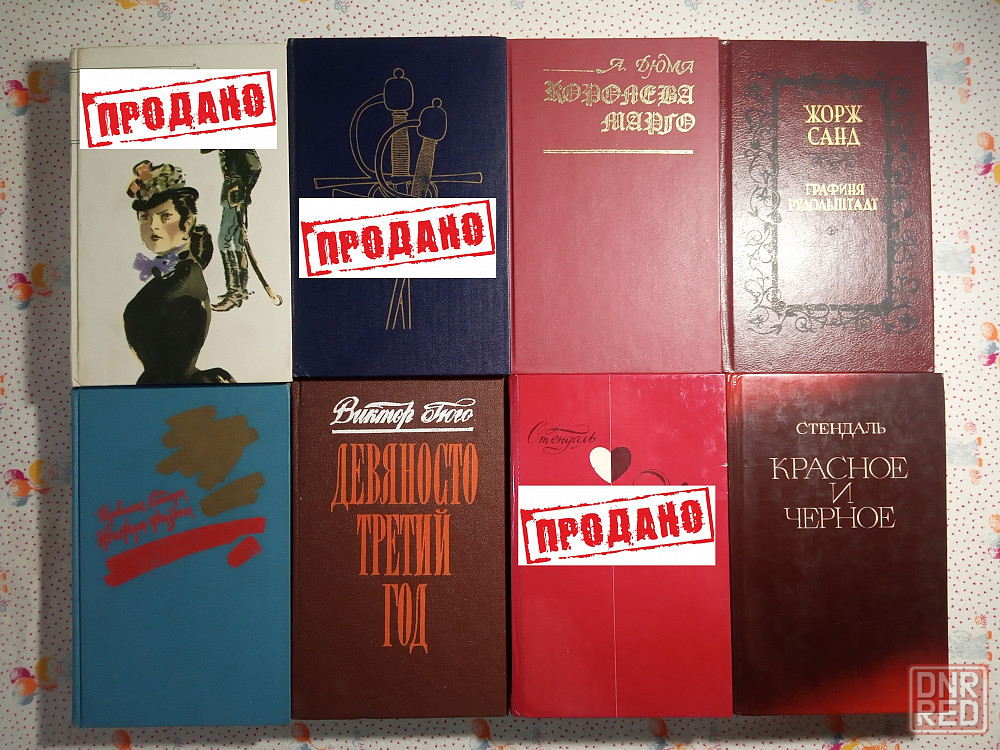 ПРОДАНО
ПРОДАНО
А. ДЮМА
КОРОЛЕВА
МАРГО
ЖОРЖ
САНД
ГРАФИНЯ
РУДОЛЬШТАДТ
Виктор Гюго
ДЕВЯНОСТО
ТРЕТИЙ
ГОД
Стендаль
ПРОДАНО
СТЕНДАЛЬ
КРАСНОЕ
И
ЧЕРНОЕ
DNR
RED